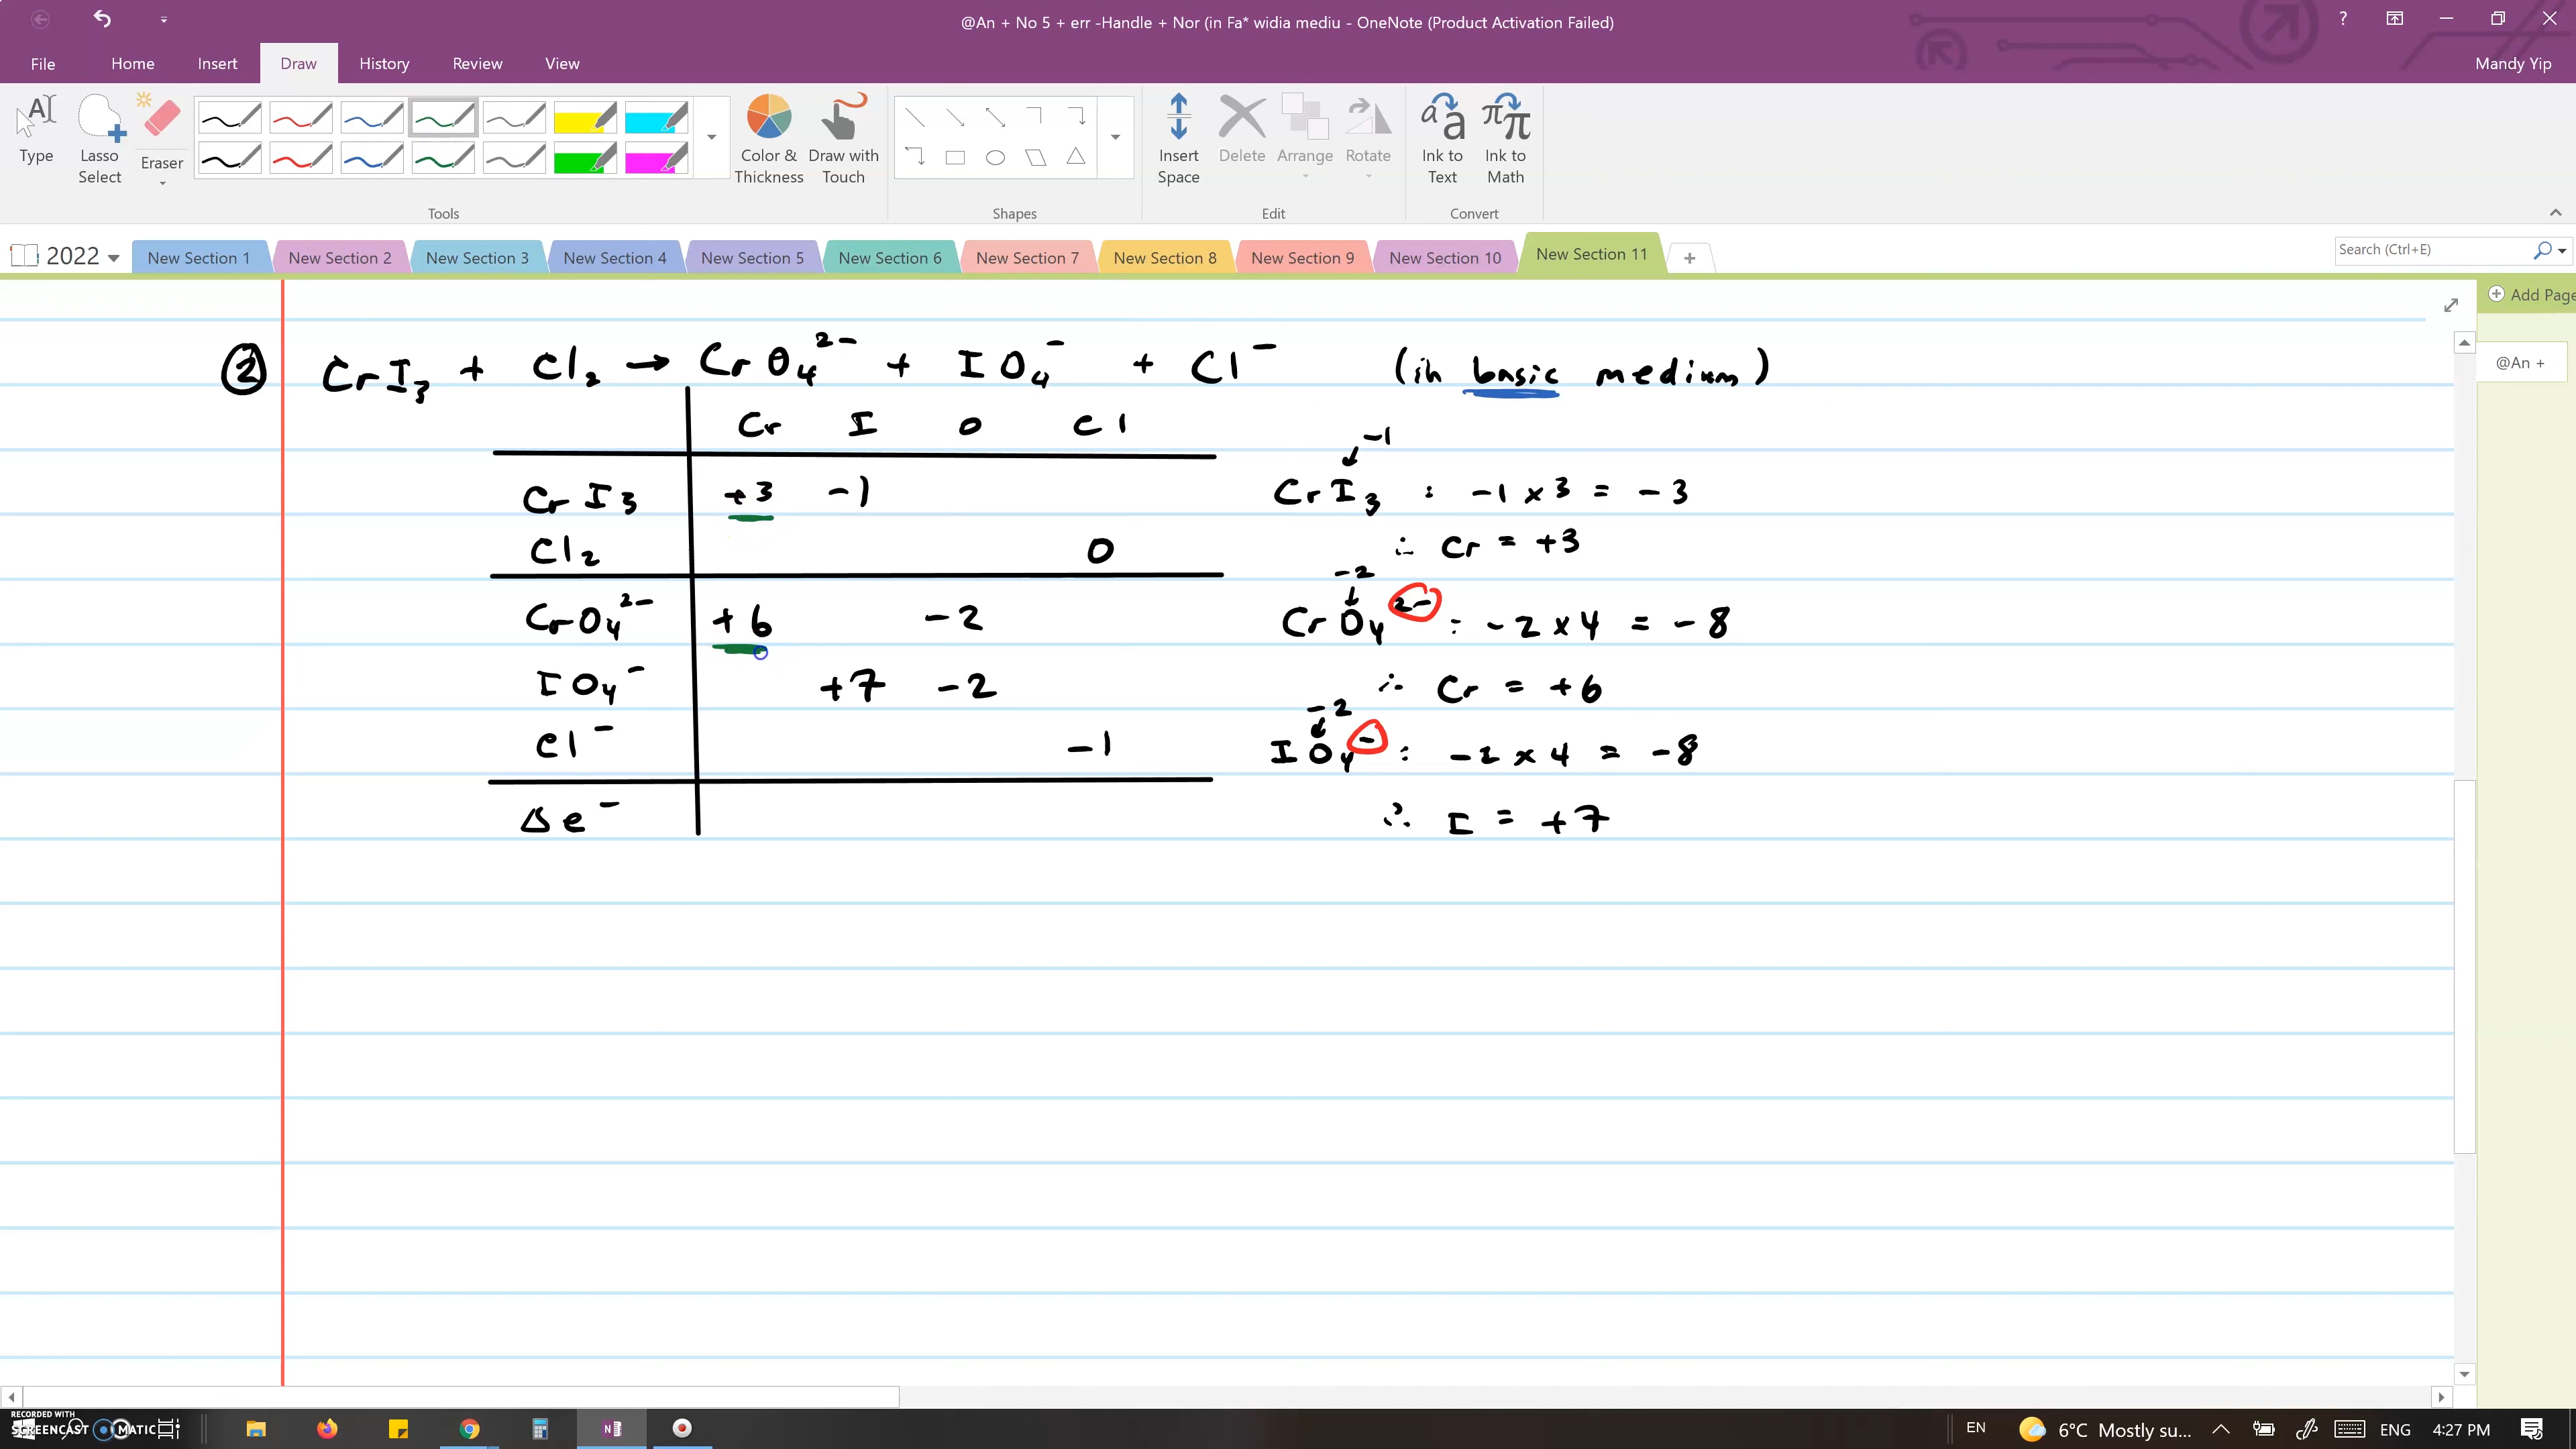 @An + No 5 + err -Handle + Nor (in Fa* widia mediu - OneNote (Product Activation Failed)
?
File Home Insert Draw History Review View Mandy Yip
Type
Lasso Select
Eraser
Color & Thickness
Draw with Touch
Insert Space
Delete
Arrange
Rotate
Ink to Text
Ink to Math
Tools Shapes Edit Convert
2022 New Section 1 New Section 2 New Section 3 New Section 4 New Section 5 New Section 6 New Section 7 New Section 8 New Section 9 New Section 10 New Section 11 + Search (Ctrl+E)
Add Page
@An +
② CrI₃ + Cl₂ → CrO₄²⁻ + IO₄⁻ + Cl⁻ (in basic medium)
Cr I O Cl
CrI₃ +3 -1
Cl₂ 0
CrO₄²⁻ +6 -2
IO₄⁻ +7 -2
Cl⁻ -1
Δe⁻
-1
CrI₃ : -1 x 3 = -3
∴ Cr = +3
-2
CrO₄²⁻ : -2 x 4 = -8
∴ Cr = +6
-2
IO₄⁻ : -2 x 4 = -8
∴ I = +7
RECORDED WITH
SCREENCAST MATIC
EN 6°C Mostly su... ENG 4:27 PM